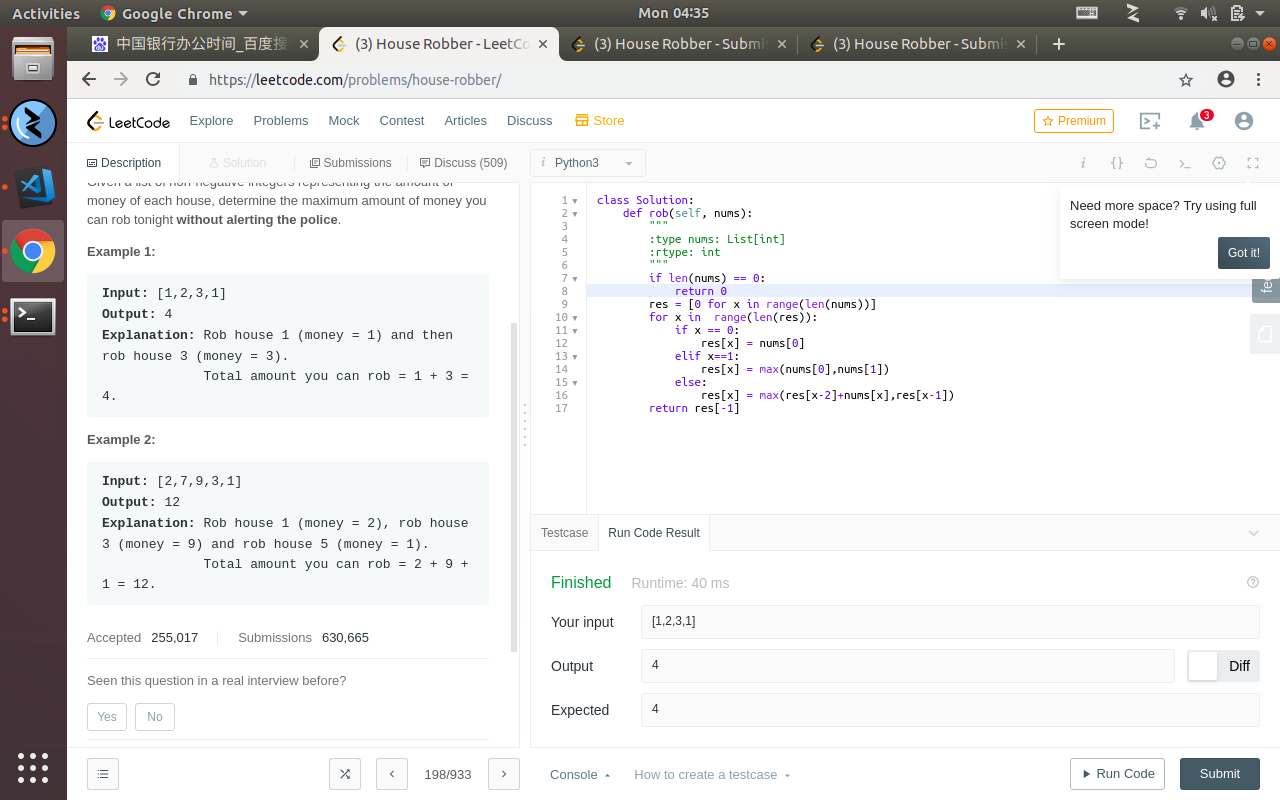 Activities Google Chrome Mon 04:35
中国银行办公时间_百度搜 (3) House Robber - LeetCo (3) House Robber - Submis (3) House Robber - Submis
https://leetcode.com/problems/house-robber/
LeetCode Explore Problems Mock Contest Articles Discuss Store Premium 3
Description Solution Submissions Discuss (509)
Given a list of non-negative integers representing the amount of
money of each house, determine the maximum amount of money you
can rob tonight without alerting the police.
Example 1:
Input: [1,2,3,1]
Output: 4
Explanation: Rob house 1 (money = 1) and then
rob house 3 (money = 3).
Total amount you can rob = 1 + 3 =
4.
Example 2:
Input: [2,7,9,3,1]
Output: 12
Explanation: Rob house 1 (money = 2), rob house
3 (money = 9) and rob house 5 (money = 1).
Total amount you can rob = 2 + 9 +
1 = 12.
Accepted 255,017 Submissions 630,665
Seen this question in a real interview before?
Yes No
198/933
i Python3 i {}
1 class Solution:
2 def rob(self, nums):
3 """
4 :type nums: List[int]
5 :rtype: int
6 """
7 if len(nums) == 0:
8 return 0
9 res = [0 for x in range(len(nums))]
10 for x in  range(len(res)):
11 if x == 0:
12 res[x] = nums[0]
13 elif x==1:
14 res[x] = max(nums[0],nums[1])
15 else:
16 res[x] = max(res[x-2]+nums[x],res[x-1])
17 return res[-1]
Need more space? Try using full
screen mode!
Got it!
fe
Testcase Run Code Result
Finished Runtime: 40 ms
Your input [1,2,3,1]
Output 4 Diff
Expected 4
Console How to create a testcase Run Code Submit